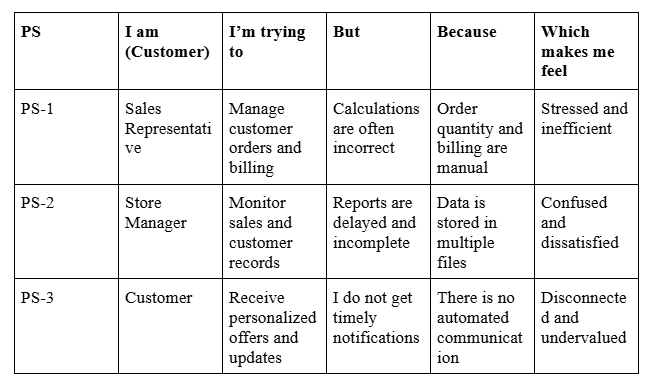 PS
I am
(Customer)
I'm trying
to
But
Because
Which
makes me
feel
PS-1
Sales
Representati
ve
Manage
customer
orders and
billing
Calculations
are often
incorrect
Order
quantity and
billing are
manual
Stressed and
inefficient
PS-2
Store
Manager
Monitor
sales and
customer
records
Reports are
delayed and
incomplete
Data is
stored in
multiple
files
Confused
and
dissatisfied
PS-3
Customer
Receive
personalized
offers and
updates
I do not get
timely
notifications
There is no
automated
communicat
ion
Disconnecte
d and
undervalued